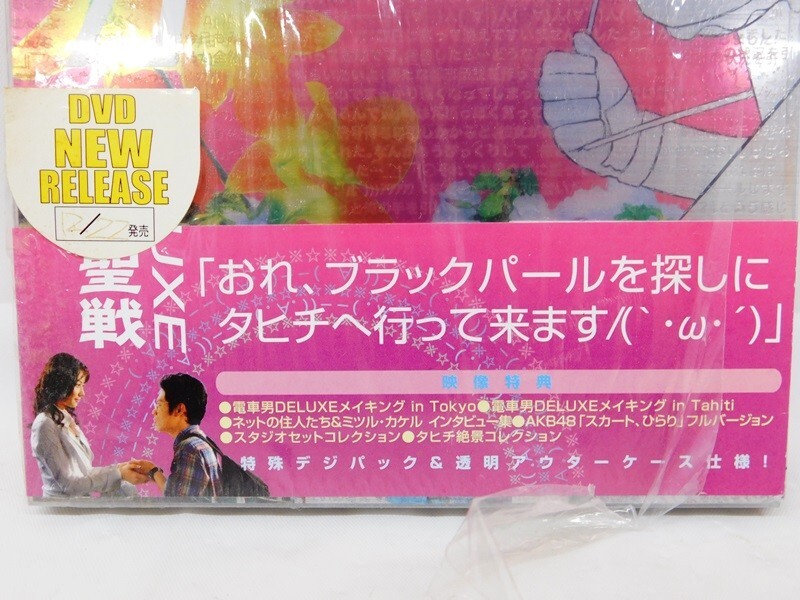 DVD
NEW
RELEASE
発売
UXE
聖戦
「おれ、ブラックパールを探しに
タヒチへ行って来ます/(｀・ω・´)」
映像特典
●電車男DELUXEメイキング in Tokyo●電車男DELUXEメイキング in Tahiti
●ネットの住人たち&ミツル・カケル インタビュー集●AKB48「スカート、ひらり」フルバージョン
●スタジオセットコレクション●タヒチ絶景コレクション
特殊デジパック&透明アウターケース仕様!